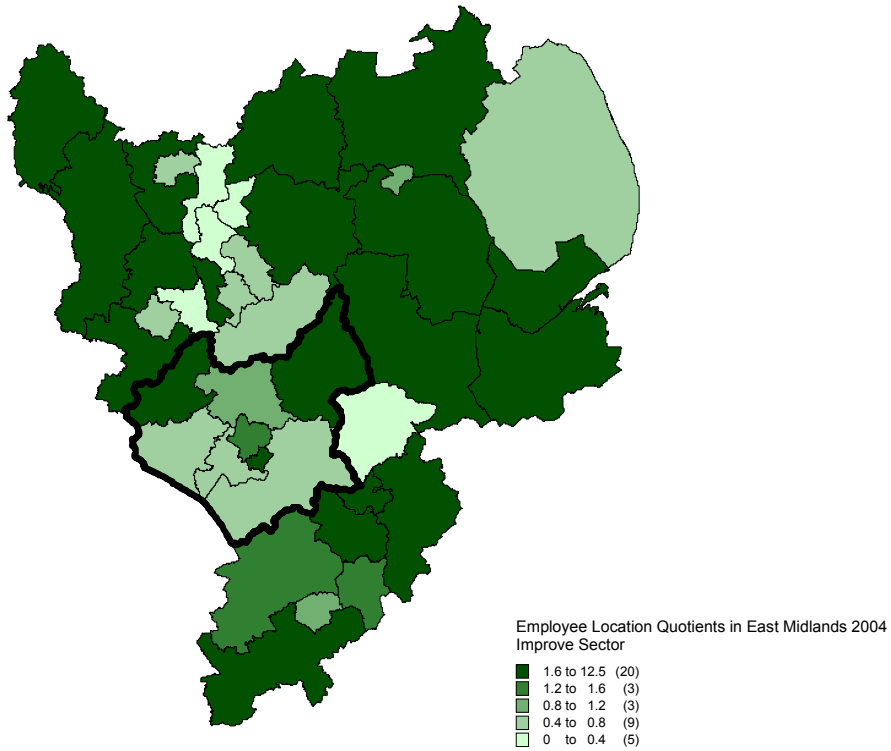 Employee Location Quotients in East Midlands 2004
Improve Sector
1.6 to 12.5 (20)
1.2 to 1.6 (3)
0.8 to 1.2 (3)
0.4 to 0.8 (9)
0 to 0.4 (5)